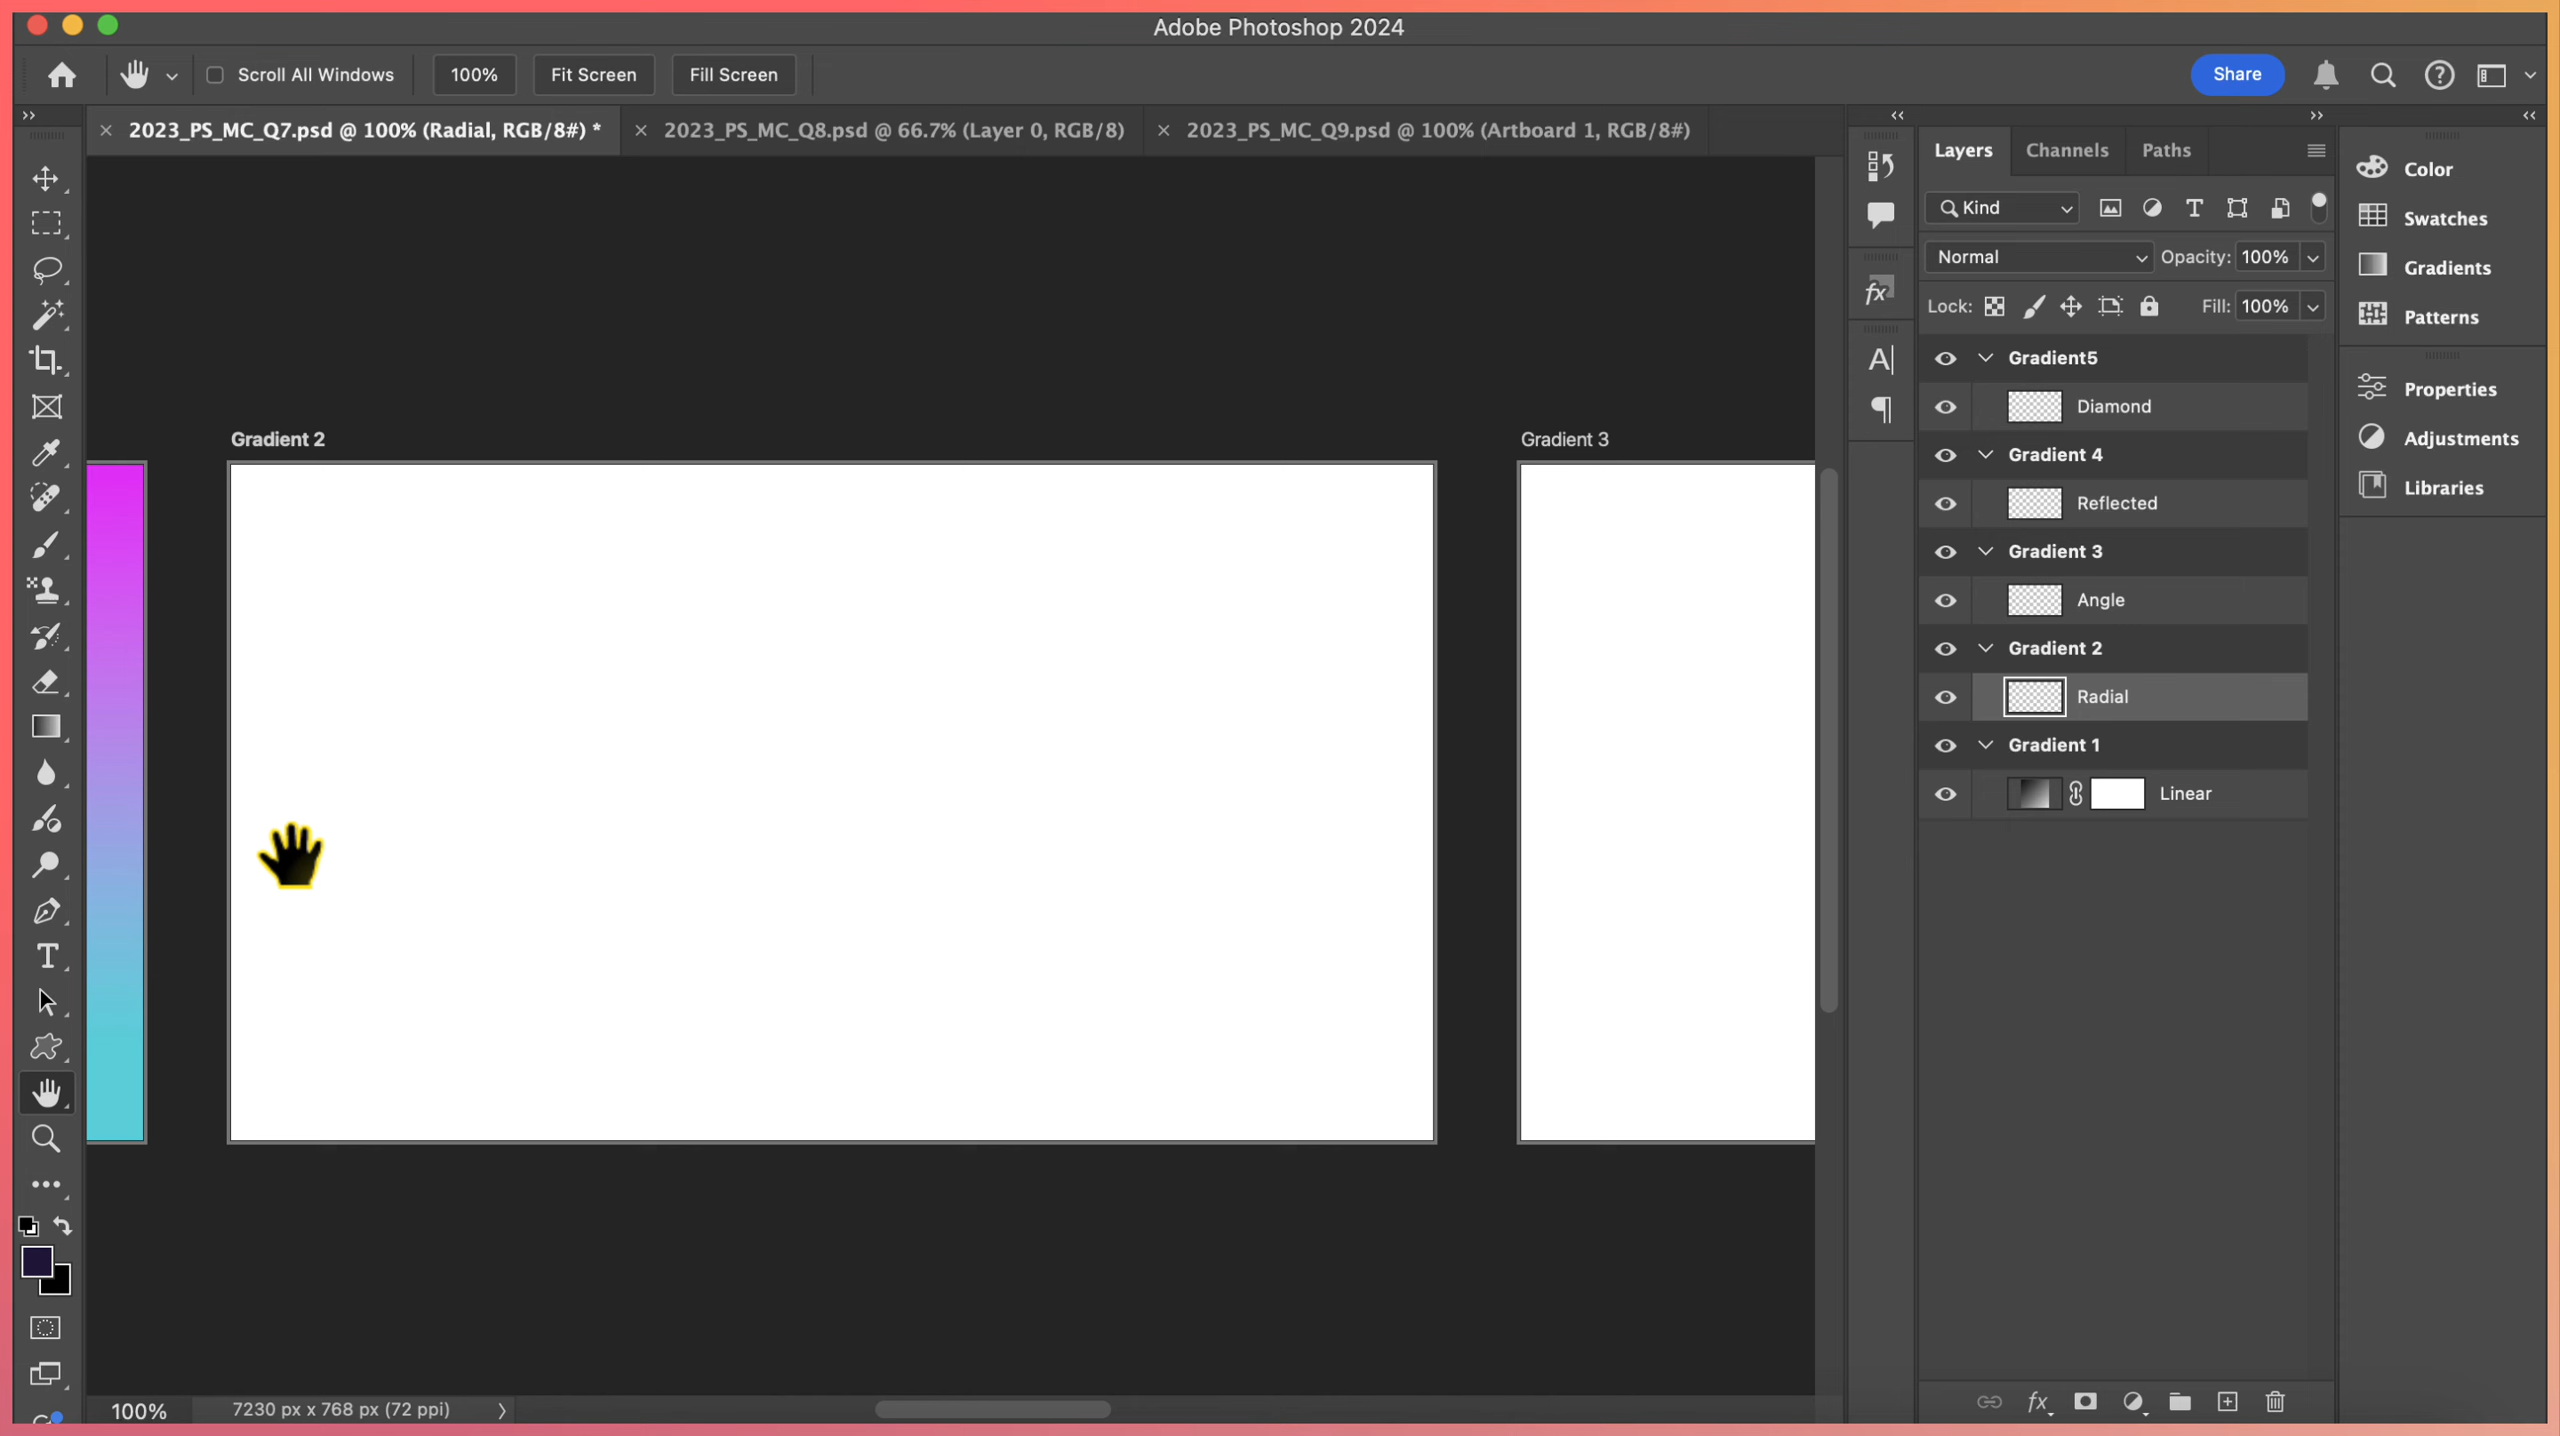 Adobe Photoshop 2024
Scroll All Windows
100%
Fit Screen
Fill Screen
Share
2023_PS_MC_Q7.psd @ 100% (Radial, RGB/8#) *
2023_PS_MC_Q8.psd @ 66.7% (Layer 0, RGB/8)
2023_PS_MC_Q9.psd @ 100% (Artboard 1, RGB/8#)
Gradient 2
Gradient 3
Layers
Channels
Paths
Kind
Normal
Opacity: 100%
Lock:
Fill: 100%
Gradient5
Diamond
Gradient 4
Reflected
Gradient 3
Angle
Gradient 2
Radial
Gradient 1
Linear
Color
Swatches
Gradients
Patterns
Properties
Adjustments
Libraries
100%
7230 px x 768 px (72 ppi)